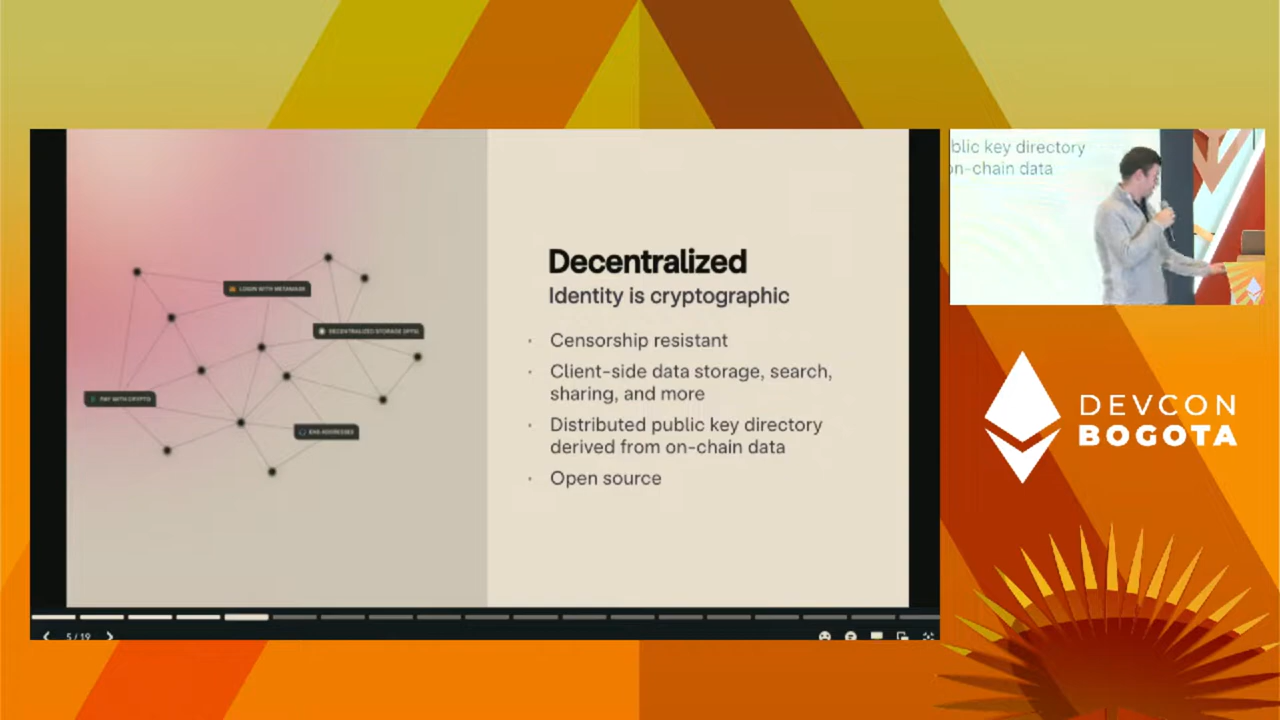 LOGIN WITH METAMASK
DECENTRALIZED STORAGE (IPFS)
PAY WITH CRYPTO
ENS ADDRESSES
Decentralized
Identity is cryptographic
· Censorship resistant
· Client-side data storage, search,
sharing, and more
· Distributed public key directory
derived from on-chain data
· Open source
5 / 19
blic key directory
on-chain data
DEVCON
BOGOTA